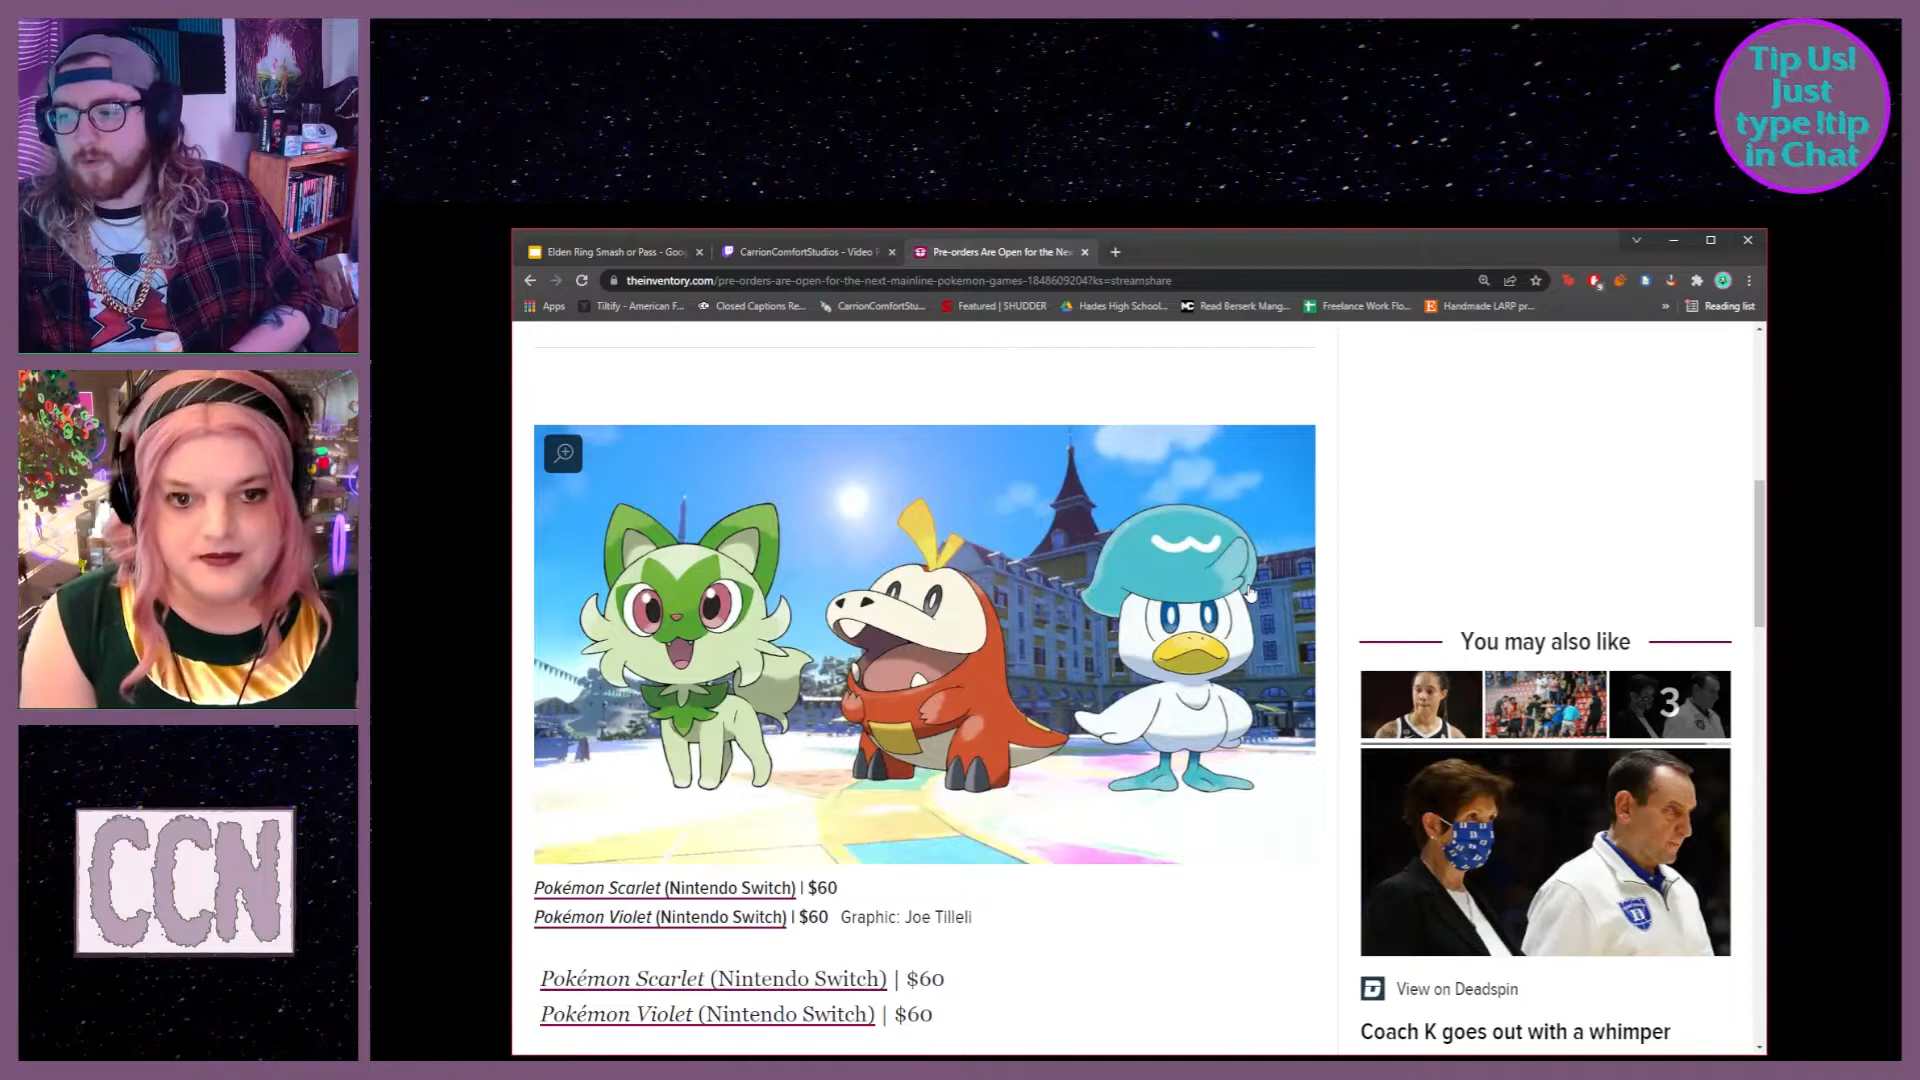 Tip Us!
Just
type !tip
in Chat
Elden Ring Smash or Pass - Goog
CarrionComfortStudios - Video P
Pre-orders Are Open for the Nex
theinventory.com/pre-orders-are-open-for-the-next-mainline-pokemon-games-1848609204?ks=streamshare
Apps
Tiltify - American F...
Closed Captions Re...
CarrionComfortStu...
Featured | SHUDDER
Hades High School...
Read Berserk Mang...
Freelance Work Flo...
Handmade LARP pr...
»
Reading list
Pokémon Scarlet (Nintendo Switch) | $60
Pokémon Violet (Nintendo Switch) | $60 Graphic: Joe Tilleli
Pokémon Scarlet (Nintendo Switch) | $60
Pokémon Violet (Nintendo Switch) | $60
You may also like
3
View on Deadspin
Coach K goes out with a whimper
CCN